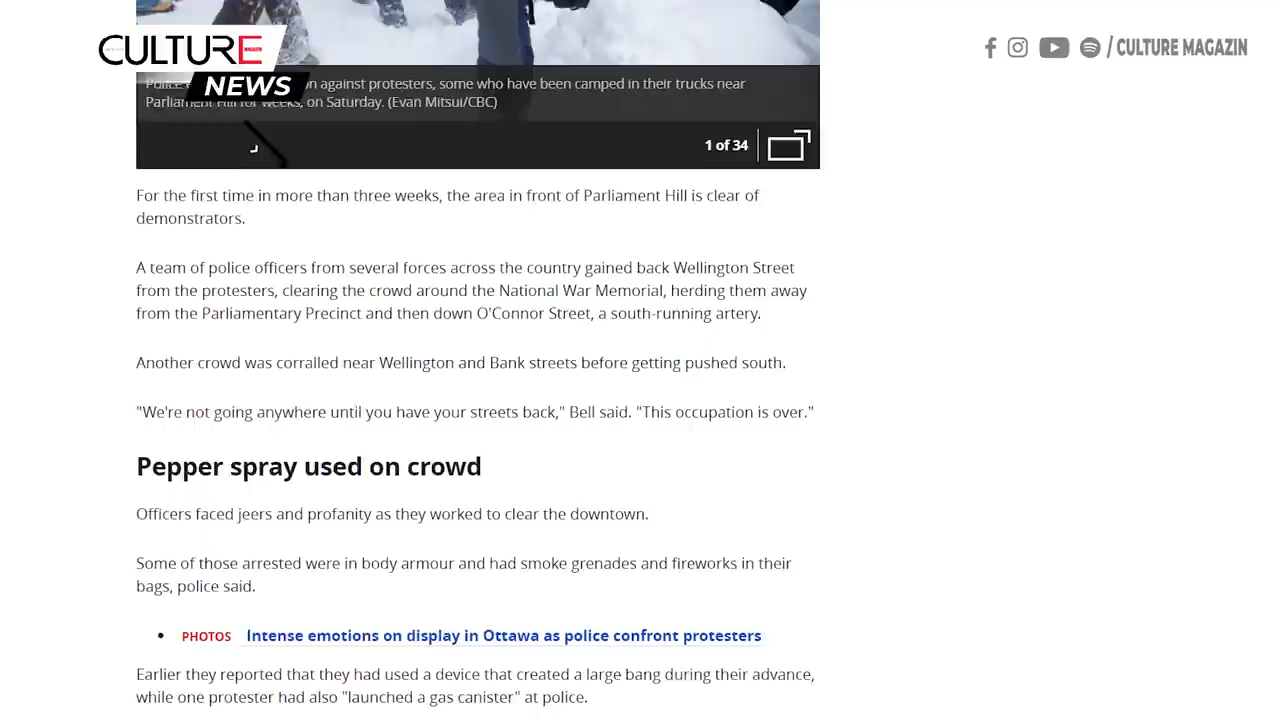 CULTURE
NEWS
/ CULTURE MAGAZIN
on against protesters, some who have been camped in their trucks near
Parliament Hill for weeks, on Saturday. (Evan Mitsui/CBC)
1 of 34
For the first time in more than three weeks, the area in front of Parliament Hill is clear of
demonstrators.
A team of police officers from several forces across the country gained back Wellington Street
from the protesters, clearing the crowd around the National War Memorial, herding them away
from the Parliamentary Precinct and then down O'Connor Street, a south-running artery.
Another crowd was corralled near Wellington and Bank streets before getting pushed south.
"We're not going anywhere until you have your streets back," Bell said. "This occupation is over."
Pepper spray used on crowd
Officers faced jeers and profanity as they worked to clear the downtown.
Some of those arrested were in body armour and had smoke grenades and fireworks in their
bags, police said.
• PHOTOS Intense emotions on display in Ottawa as police confront protesters
Earlier they reported that they had used a device that created a large bang during their advance,
while one protester had also "launched a gas canister" at police.